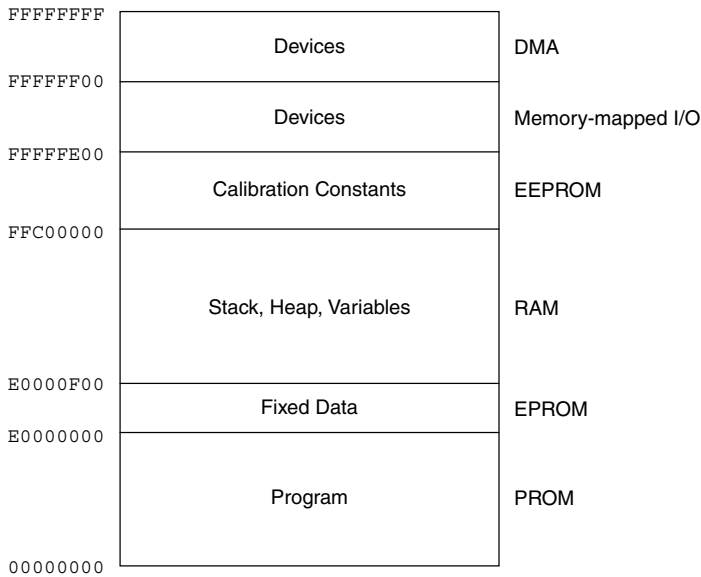 FFFFFFFF
Devices DMA
FFFFFF00
Devices Memory-mapped I/O
FFFFFE00
Calibration Constants EEPROM
FFC00000
Stack, Heap, Variables RAM
E0000F00
Fixed Data EPROM
E0000000
Program PROM
00000000